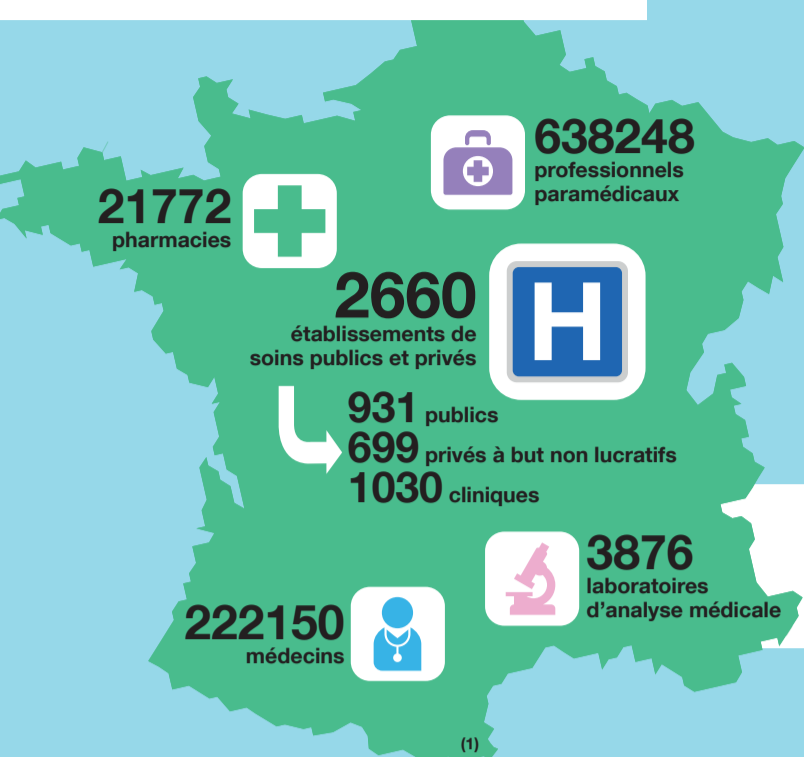 638248
professionnels
paramédicaux
21772
pharmacies
2660
établissements de
soins publics et privés
H
931 publics
699 privés à but non lucratifs
1030 cliniques
3876
laboratoires
d'analyse médicale
222150
médecins
(1)